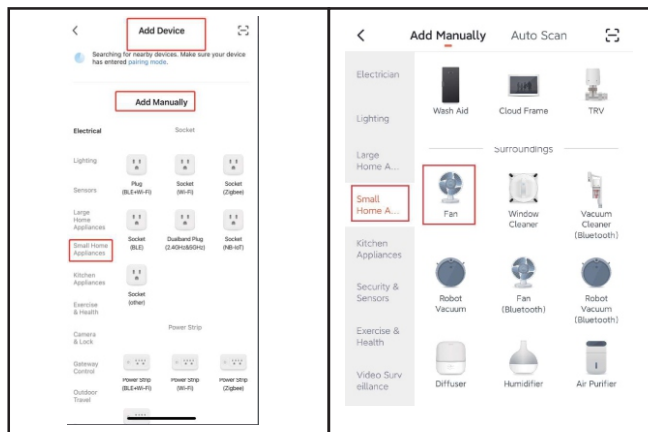 Add Device
Searching for nearby devices. Make sure your device
has entered pairing mode.
Add Manually
Electrical
Socket
Lighting
Sensors
Large
Home
Appliances
Small Home
Appliances
Kitchen
Appliances
Exercise
& Health
Camera
& Lock
Gateway
Control
Outdoor
Travel
Plug
(BLE+Wi-Fi)
Socket
(Wi-Fi)
Socket
(Zigbee)
Socket
(BLE)
Dualband Plug
(2.4GHz&5GHz)
Socket
(NB-IoT)
Socket
(other)
Power Strip
Power Strip
(BLE+Wi-Fi)
Power Strip
(Wi-Fi)
Power Strip
(Zigbee)
Add Manually
Auto Scan
Electrician
Lighting
Large
Home A...
Small
Home A...
Kitchen
Appliances
Security &
Sensors
Exercise &
Health
Video Surv
eillance
Wash Aid
Cloud Frame
TRV
Surroundings
Fan
Window
Cleaner
Vacuum
Cleaner
(Bluetooth)
Robot
Vacuum
Fan
(Bluetooth)
Robot
Vacuum
(Bluetooth)
Diffuser
Humidifier
Air Purifier